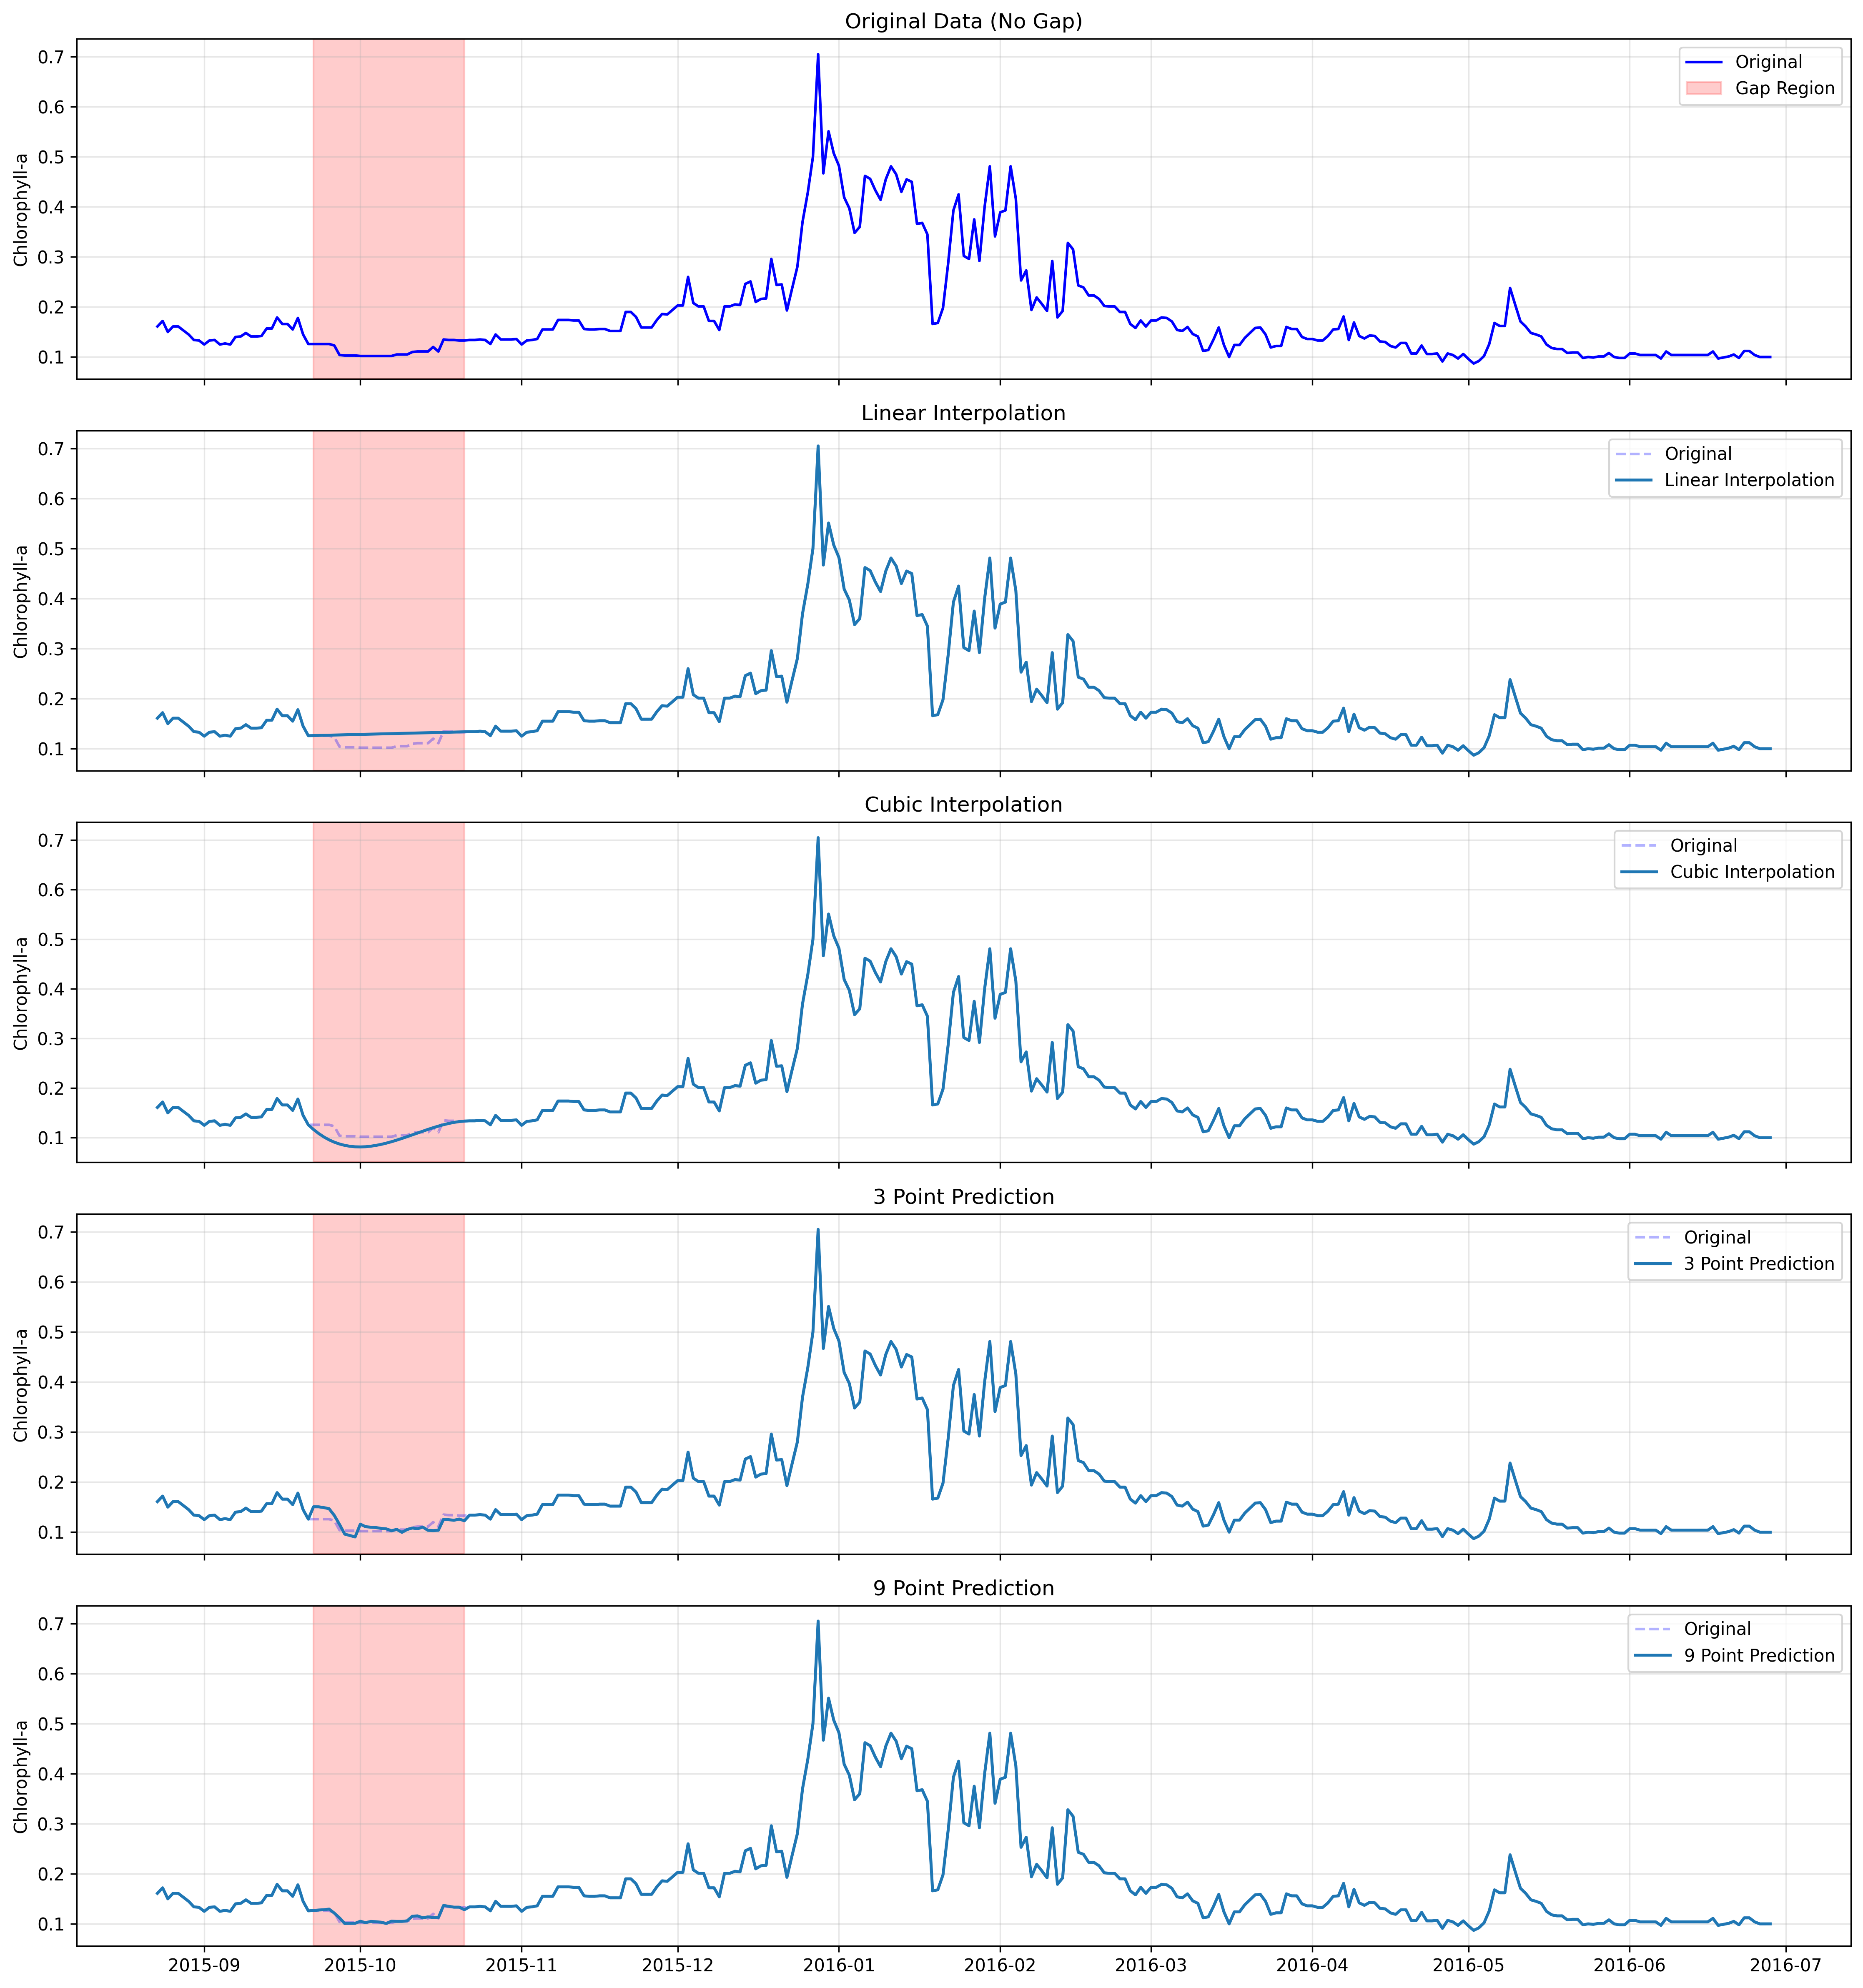 Original Data (No Gap)
0.7
0.6
0.5
0.4
0.3
0.2
0.1
Chlorophyll-a
Original
Gap Region
Linear Interpolation
0.7
0.6
0.5
0.4
0.3
0.2
0.1
Chlorophyll-a
Original
Linear Interpolation
Cubic Interpolation
0.7
0.6
0.5
0.4
0.3
0.2
0.1
Chlorophyll-a
Original
Cubic Interpolation
3 Point Prediction
0.7
0.6
0.5
0.4
0.3
0.2
0.1
Chlorophyll-a
Original
3 Point Prediction
9 Point Prediction
0.7
0.6
0.5
0.4
0.3
0.2
0.1
Chlorophyll-a
Original
9 Point Prediction
2015-09 2015-10 2015-11 2015-12 2016-01 2016-02 2016-03 2016-04 2016-05 2016-06 2016-07